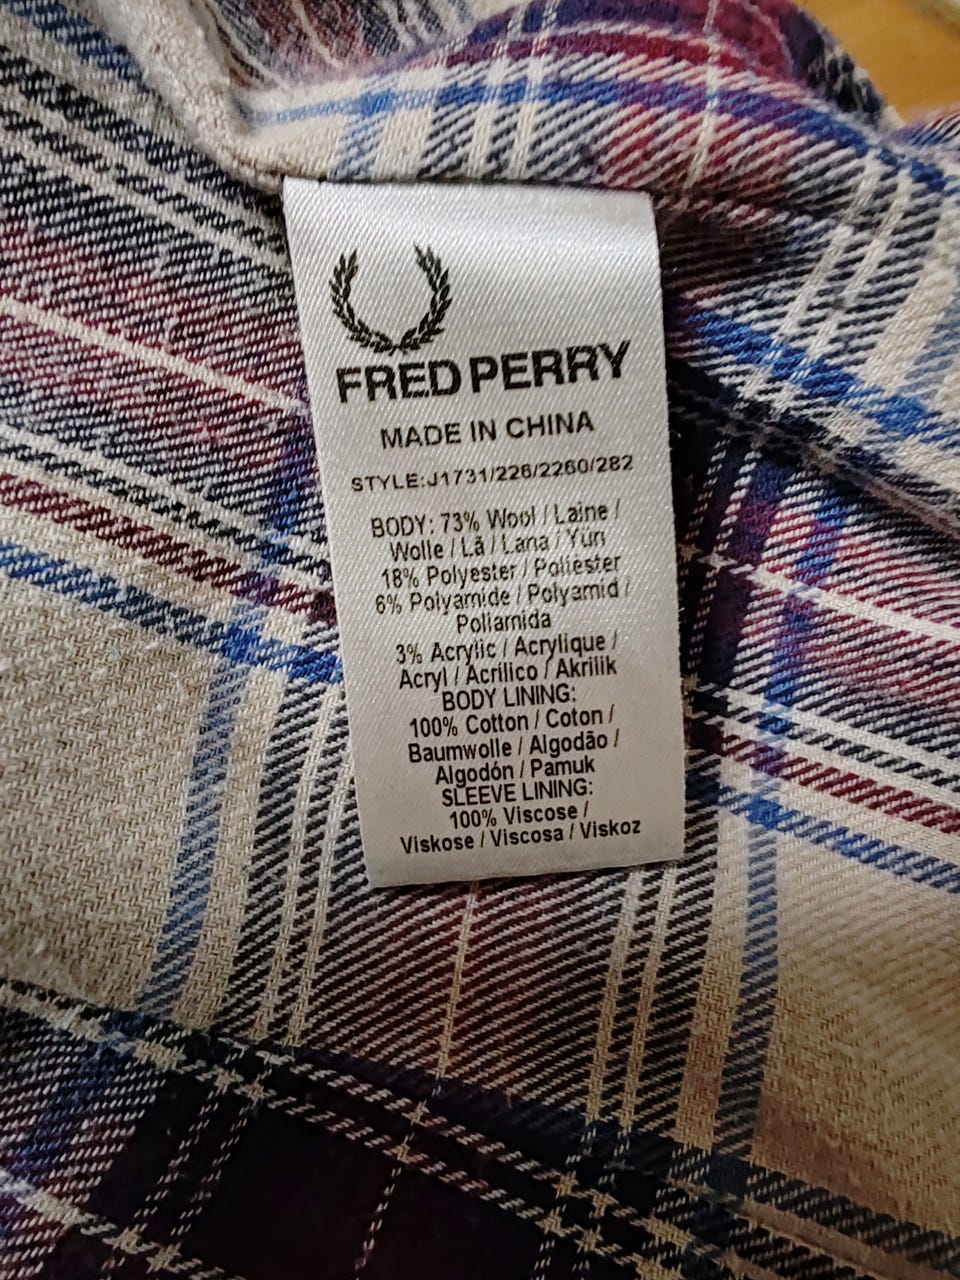 FRED PERRY
MADE IN CHINA
STYLE:J1731/226/2260/282
BODY: 73% Wool / Laine /
Wolle / Lã / Lana / Yün
18% Polyester / Poliéster
6% Polyamide / Polyamid /
Poliamida
3% Acrylic / Acrylique /
Acryl / Acrílico / Akrilik
BODY LINING:
100% Cotton / Coton /
Baumwolle / Algodão /
Algodón / Pamuk
SLEEVE LINING:
100% Viscose /
Viskose / Viscosa / Viskoz